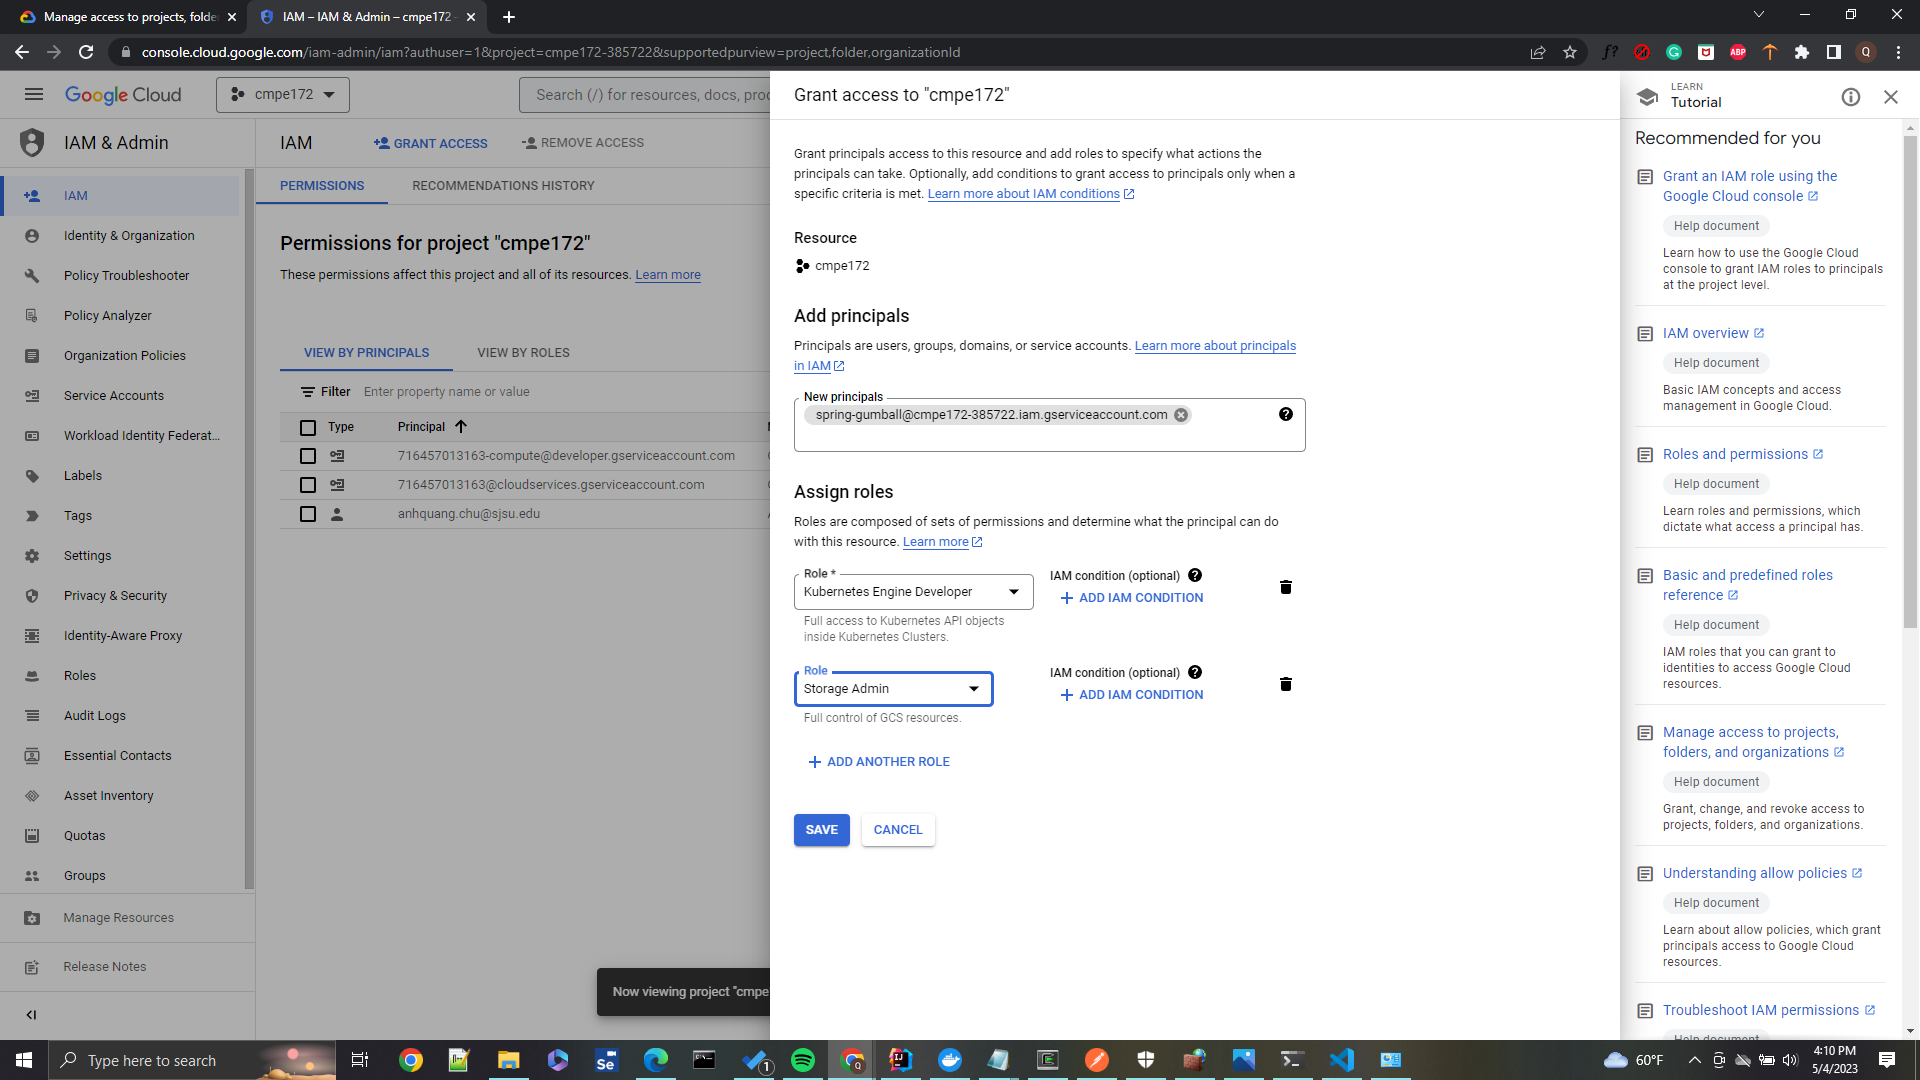 Manage access to projects, folde
IAM – IAM & Admin – cmpe172 -
console.cloud.google.com/iam-admin/iam?authuser=1&project=cmpe172-385722&supportedpurview=project,folder,organizationId
f?
ABP
Q
Google Cloud
cmpe172
Search (/) for resources, docs, pro
Grant access to "cmpe172"
LEARN
Tutorial
IAM & Admin
IAM
GRANT ACCESS
REMOVE ACCESS
PERMISSIONS
RECOMMENDATIONS HISTORY
IAM
Identity & Organization
Policy Troubleshooter
Policy Analyzer
Organization Policies
Service Accounts
Workload Identity Federat...
Labels
Tags
Settings
Privacy & Security
Identity-Aware Proxy
Roles
Audit Logs
Essential Contacts
Asset Inventory
Quotas
Groups
Manage Resources
Release Notes
Permissions for project "cmpe172"
These permissions affect this project and all of its resources. Learn more
VIEW BY PRINCIPALS
VIEW BY ROLES
Filter
Enter property name or value
Type
Principal
716457013163-compute@developer.gserviceaccount.com
716457013163@cloudservices.gserviceaccount.com
anhquang.chu@sjsu.edu
Now viewing project "cmpe
Grant principals access to this resource and add roles to specify what actions the
principals can take. Optionally, add conditions to grant access to principals only when a
specific criteria is met. Learn more about IAM conditions
Resource
cmpe172
Add principals
Principals are users, groups, domains, or service accounts. Learn more about principals
in IAM
New principals
spring-gumball@cmpe172-385722.iam.gserviceaccount.com
Assign roles
Roles are composed of sets of permissions and determine what the principal can do
with this resource. Learn more
Role *
Kubernetes Engine Developer
IAM condition (optional)
ADD IAM CONDITION
Full access to Kubernetes API objects
inside Kubernetes Clusters.
Role
Storage Admin
IAM condition (optional)
ADD IAM CONDITION
Full control of GCS resources.
ADD ANOTHER ROLE
SAVE
CANCEL
Recommended for you
Grant an IAM role using the
Google Cloud console
Help document
Learn how to use the Google Cloud
console to grant IAM roles to principals
at the project level.
IAM overview
Help document
Basic IAM concepts and access
management in Google Cloud.
Roles and permissions
Help document
Learn roles and permissions, which
dictate what access a principal has.
Basic and predefined roles
reference
Help document
IAM roles that you can grant to
identities to access Google Cloud
resources.
Manage access to projects,
folders, and organizations
Help document
Grant, change, and revoke access to
projects, folders, and organizations.
Understanding allow policies
Help document
Learn about allow policies, which grant
principals access to Google Cloud
resources.
Troubleshoot IAM permissions
Help document
Type here to search
Se
1
Q
60°F
4:10 PM
5/4/2023